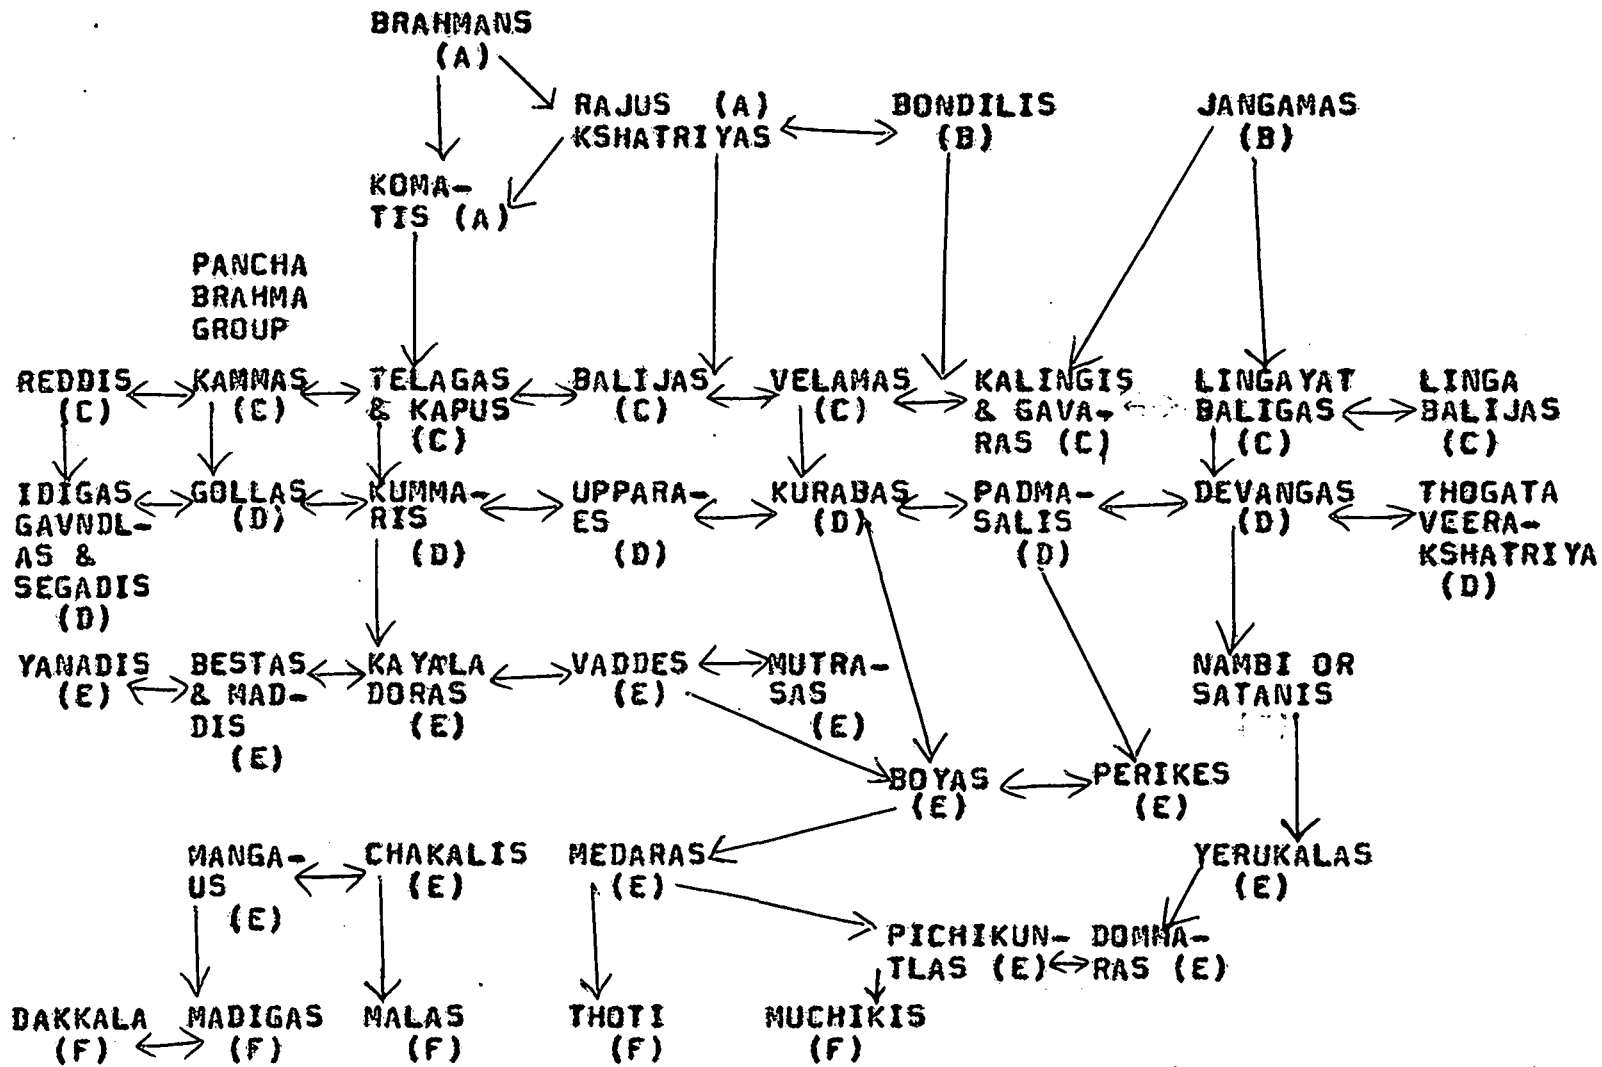 BRAHMANS
(A)
RAJUS (A)
KSHATRIYAS
BONDILIS
(B)
JANGAMAS
(B)
KOMA-
TIS (A)
PANCHA
BRAHMA
GROUP
REDDIS
(C)
KAMMAS
(C)
TELAGAS
& KAPUS
(C)
BALIJAS
(C)
VELAMAS
(C)
KALINGIS
& GAVA-
RAS (C)
LINGAYAT
BALIGAS
(C)
LINGA
BALIJAS
(C)
IDIGAS
GAVNDL-
AS &
SEGADIS
(D)
GOLLAS
(D)
KUMMA-
RIS
(D)
UPPARA-
ES
(D)
KURABAS
(D)
PADMA-
SALIS
(D)
DEVANGAS
(D)
THOGATA
VEERA-
KSHATRIYA
(D)
YANADIS
(E)
BESTAS
& MAD-
DIS
(E)
KAYALA
DORAS
(E)
VADDES
(E)
MUTRA-
SAS
(E)
NAMBI OR
SATANIS
BOYAS
(E)
PERIKES
(E)
MANGA-
US
(E)
CHAKALIS
(E)
MEDARAS
(E)
YERUKALAS
(E)
PICHIKUN-
TLAS (E)
DOMMA-
RAS (E)
DAKKALA
(F)
MADIGAS
(F)
MALAS
(F)
THOTI
(F)
MUCHIKIS
(F)